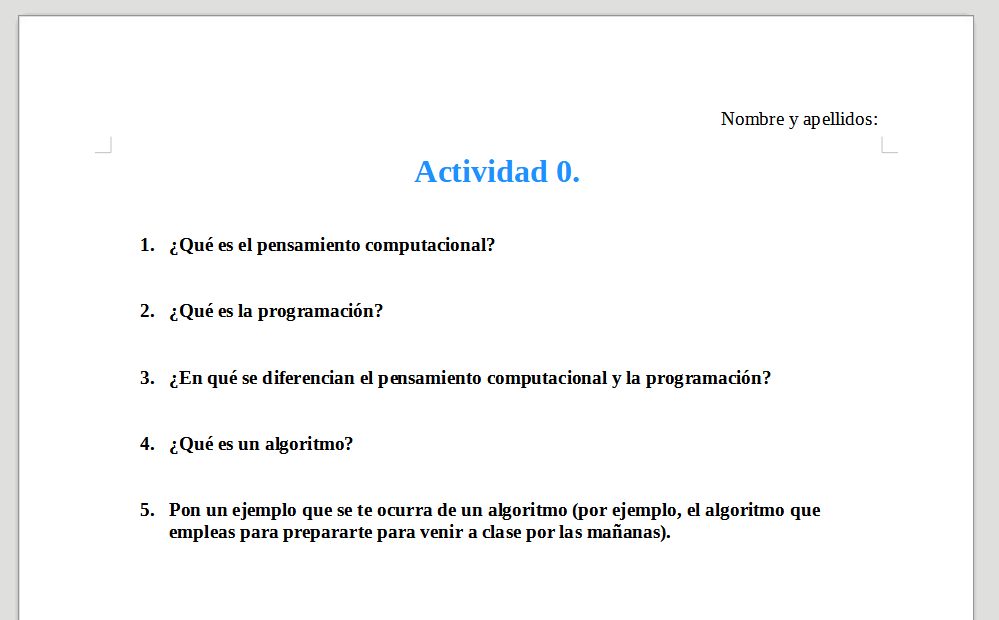 Nombre y apellidos:
Actividad 0.
1. ¿Qué es el pensamiento computacional?
2. ¿Qué es la programación?
3. ¿En qué se diferencian el pensamiento computacional y la programación?
4. ¿Qué es un algoritmo?
5. Pon un ejemplo que se te ocurra de un algoritmo (por ejemplo, el algoritmo que
empleas para prepararte para venir a clase por las mañanas).